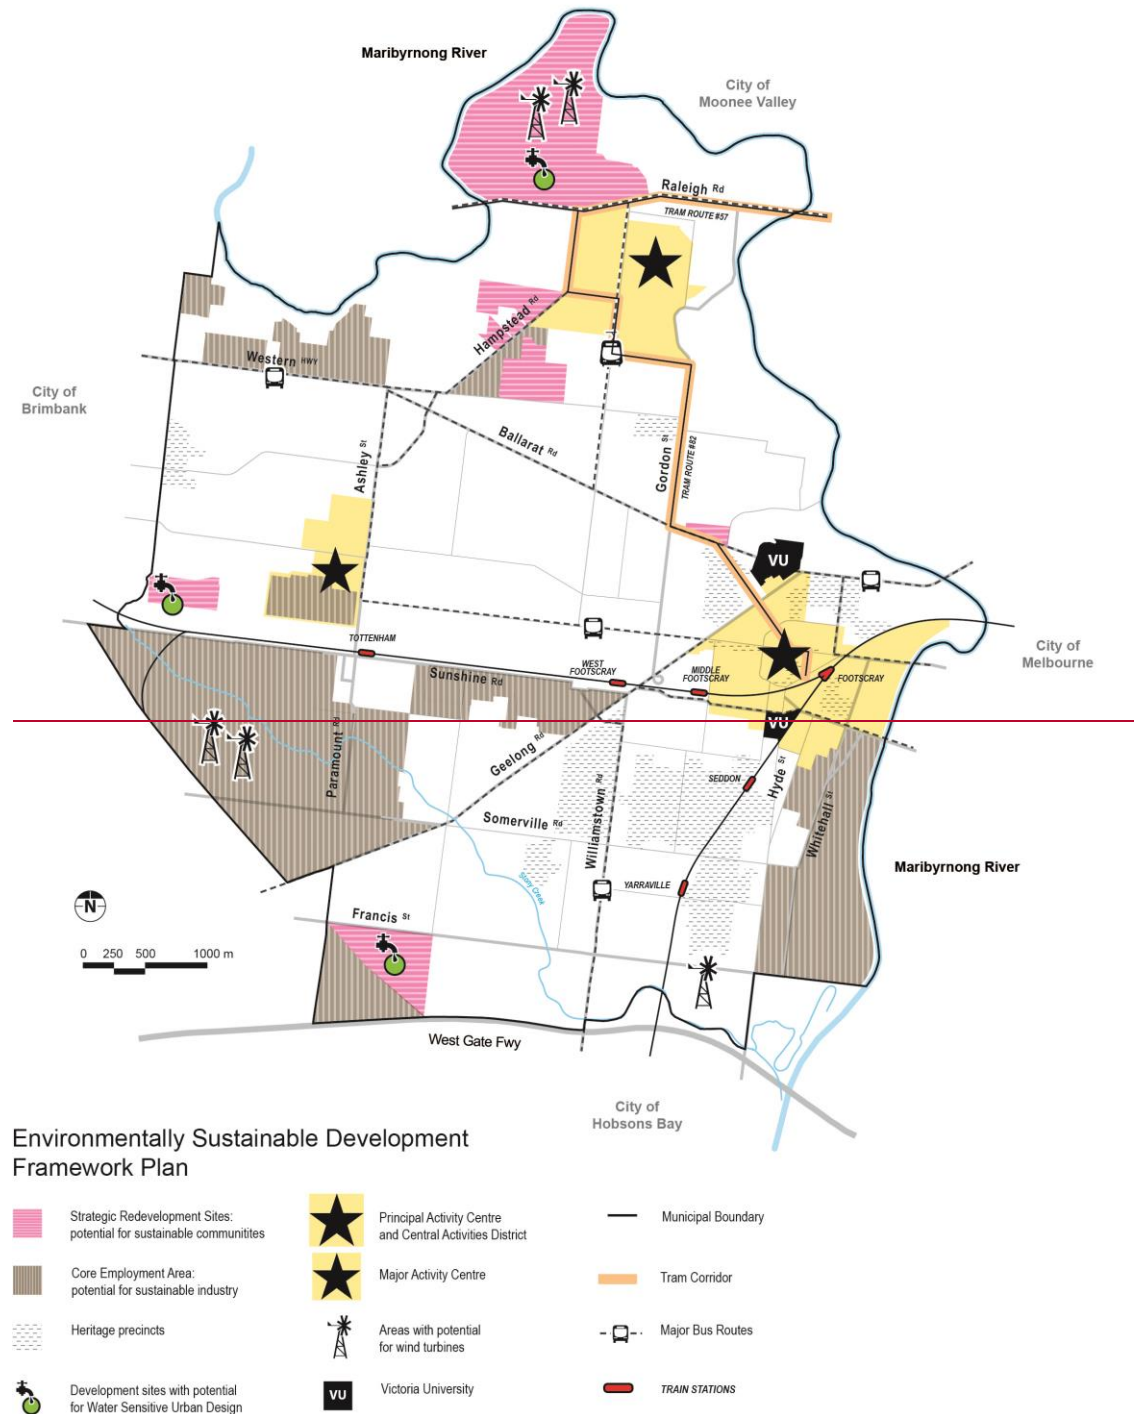 Maribyrnong River
City of
Moonee Valley
Raleigh Rd
TRAM ROUTE #57
Hampstead Rd
Western HWY
City of
Brimbank
Ballarat Rd
Ashley St
Gordon St
TRAM ROUTE #82
VU
TOTTENHAM
WEST
FOOTSCRAY
MIDDLE
FOOTSCRAY
FOOTSCRAY
City of
Melbourne
Sunshine Rd
VU
Paramount Rd
Geelong Rd
SEDDON
Hyde St
Williamstown Rd
Whitehall St
Somerville Rd
Maribyrnong River
YARRAVILLE
Stony Creek
N
Francis St
0 250 500 1000 m
West Gate Fwy
City of
Hobsons Bay
Environmentally Sustainable Development
Framework Plan
Strategic Redevelopment Sites:
potential for sustainable communitites
Principal Activity Centre
and Central Activities District
Municipal Boundary
Core Employment Area:
potential for sustainable industry
Major Activity Centre
Tram Corridor
Heritage precincts
Areas with potential
for wind turbines
Major Bus Routes
Development sites with potential
for Water Sensitive Urban Design
VU
Victoria University
TRAIN STATIONS